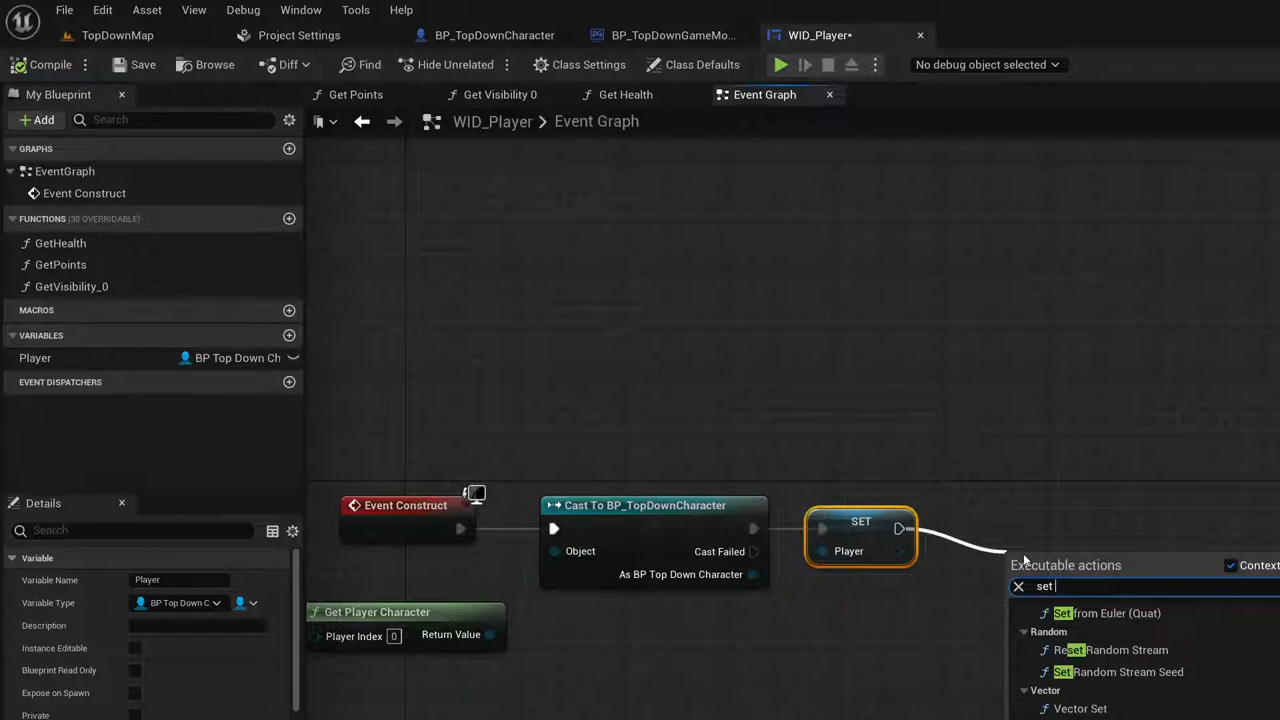 File Edit Asset View Debug Window Tools Help
TopDownMap Project Settings BP_TopDownCharacter BP_TopDownGameMo... WID_Player•
Compile Save Browse Diff Find Hide Unrelated Class Settings Class Defaults No debug object selected
My Blueprint Get Points Get Visibility 0 Get Health Event Graph
+ Add Search WID_Player > Event Graph
GRAPHS
EventGraph
Event Construct
FUNCTIONS (38 OVERRIDABLE)
GetHealth
GetPoints
GetVisibility_0
MACROS
VARIABLES
Player BP Top Down Ch
EVENT DISPATCHERS
Details
Search
Variable
Variable Name Player
Variable Type BP Top Down C
Description
Instance Editable
Blueprint Read Only
Expose on Spawn
Private
Event Construct
Cast To BP_TopDownCharacter
Object Cast Failed
As BP Top Down Character
SET
Player
Get Player Character
Player Index 0 Return Value
Executable actions Context
set
Set from Euler (Quat)
Random
Reset Random Stream
Set Random Stream Seed
Vector
Vector Set